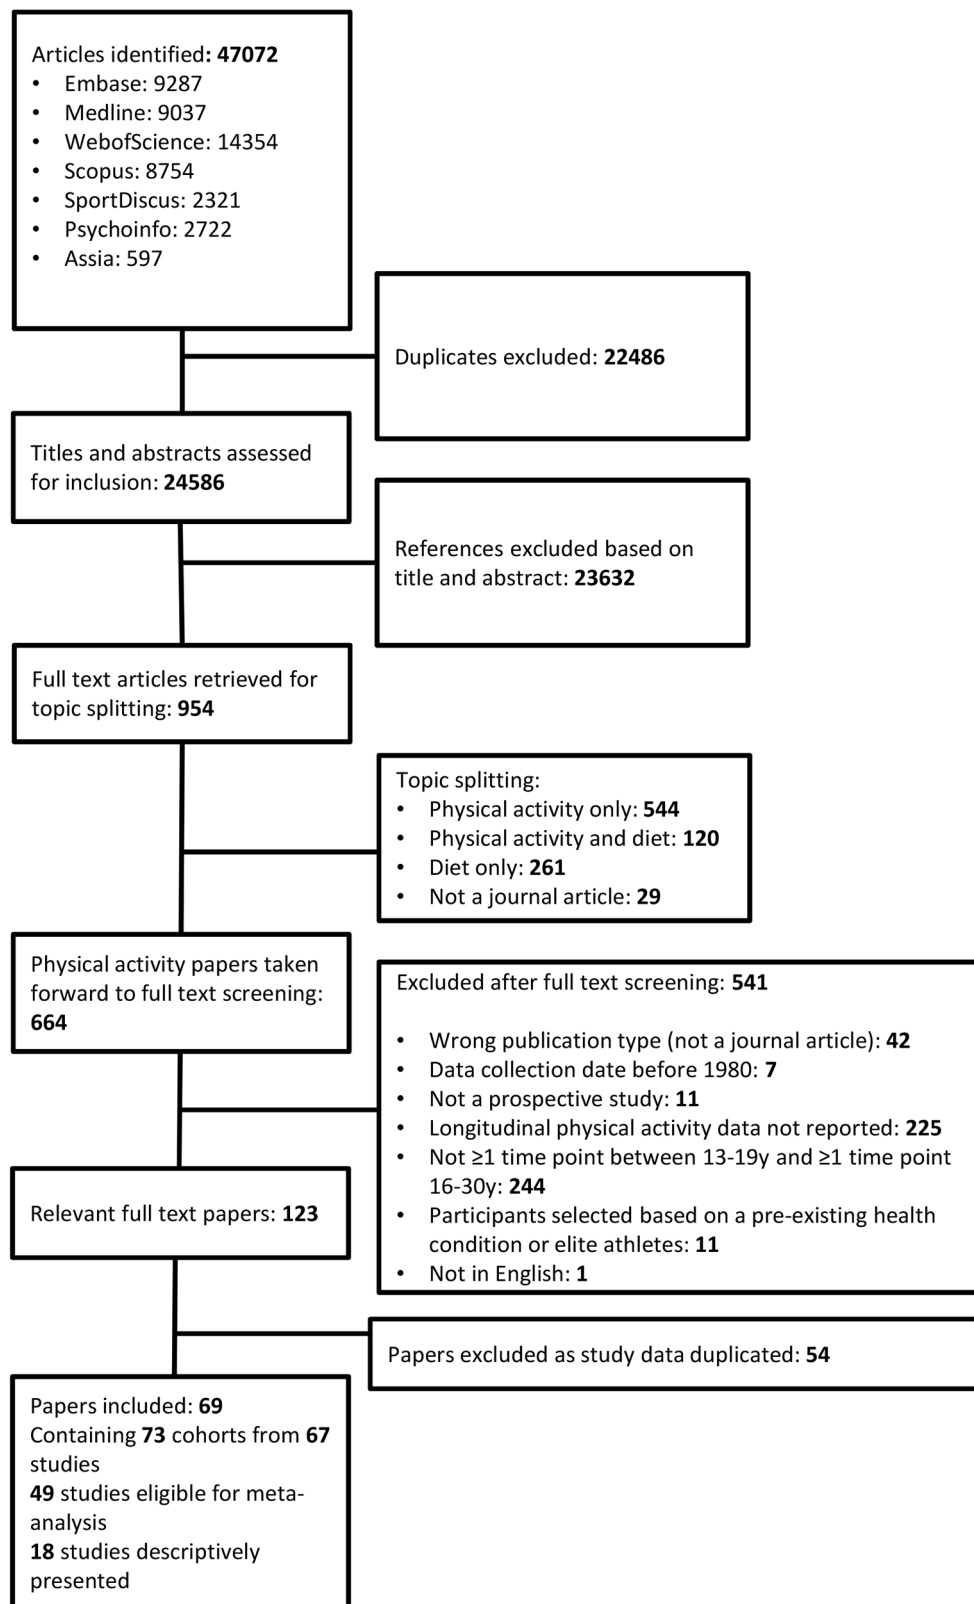 Articles identified: 47072
• Embase: 9287
• Medline: 9037
• WebofScience: 14354
• Scopus: 8754
• SportDiscus: 2321
• Psychoinfo: 2722
• Assia: 597
Duplicates excluded: 22486
Titles and abstracts assessed
for inclusion: 24586
References excluded based on
title and abstract: 23632
Full text articles retrieved for
topic splitting: 954
Topic splitting:
• Physical activity only: 544
• Physical activity and diet: 120
• Diet only: 261
• Not a journal article: 29
Physical activity papers taken
forward to full text screening:
664
Excluded after full text screening: 541
• Wrong publication type (not a journal article): 42
• Data collection date before 1980: 7
• Not a prospective study: 11
• Longitudinal physical activity data not reported: 225
• Not ≥1 time point between 13-19y and ≥1 time point
16-30y: 244
• Participants selected based on a pre-existing health
condition or elite athletes: 11
• Not in English: 1
Relevant full text papers: 123
Papers excluded as study data duplicated: 54
Papers included: 69
Containing 73 cohorts from 67
studies
49 studies eligible for meta-
analysis
18 studies descriptively
presented